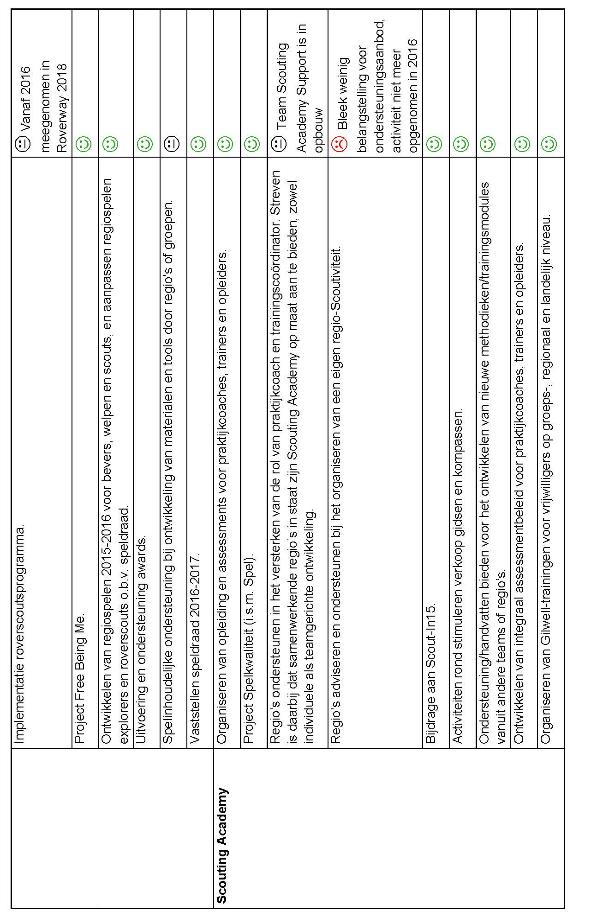 Implementatie roverscoutsprogramma.
Vanaf 2016
meegenomen in
Roverway 2018
Project Free Being Me.
Ontwikkelen van regiospelen 2015-2016 voor bevers, welpen en scouts, en aanpassen regiospelen
explorers en roverscouts o.b.v. speldraad.
Uitvoering en ondersteuning awards.
Spelinhoudelijke ondersteuning bij ontwikkeling van materialen en tools door regio's of groepen.
Vaststellen speldraad 2016-2017.
Scouting Academy
Organiseren van opleiding en assessments voor praktijkcoaches, trainers en opleiders.
Project Spelkwaliteit (i.s.m. Spel).
Regio's ondersteunen in het versterken van de rol van praktijkcoach en trainingscoördinator. Streven
is daarbij dat samenwerkende regio's in staat zijn Scouting Academy op maat aan te bieden, zowel
individuele als teamgerichte ontwikkeling.
Team Scouting
Academy Support is in
opbouw
Regio's adviseren en ondersteunen bij het organiseren van een eigen regio-Scoutiviteit.
Bleek weinig
belangstelling voor
ondersteuningsaanbod,
activiteit niet meer
opgenomen in 2016
Bijdrage aan Scout-In15.
Activiteiten rond stimuleren verkoop gidsen en kompassen.
Ondersteuning/handvatten bieden voor het ontwikkelen van nieuwe methodieken/trainingsmodules
vanuit andere teams of regio's.
Ontwikkelen van integraal assessmentbeleid voor praktijkcoaches, trainers en opleiders.
Organiseren van Gilwell-trainingen voor vrijwilligers op groeps-, regionaal en landelijk niveau.